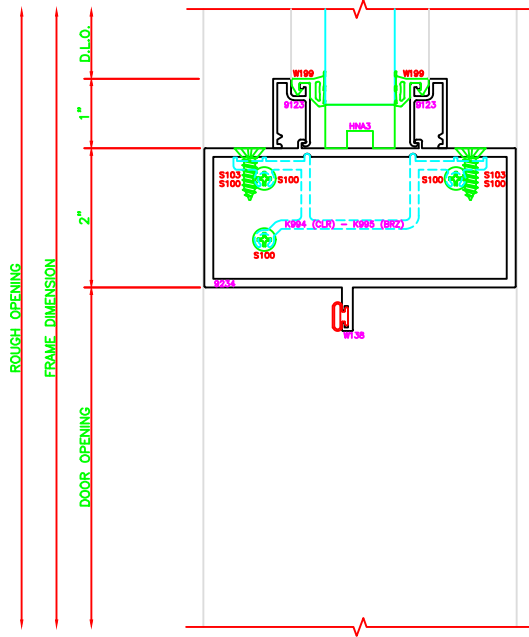 D.L.O.
W199
W199
9123
9123
1"
HNA3
S103
S100
S100
S100
S103
S100
2"
K994 (CLR) - K995 (BRZ)
S100
9234
W138
ROUGH OPENING
FRAME DIMENSION
DOOR OPENING